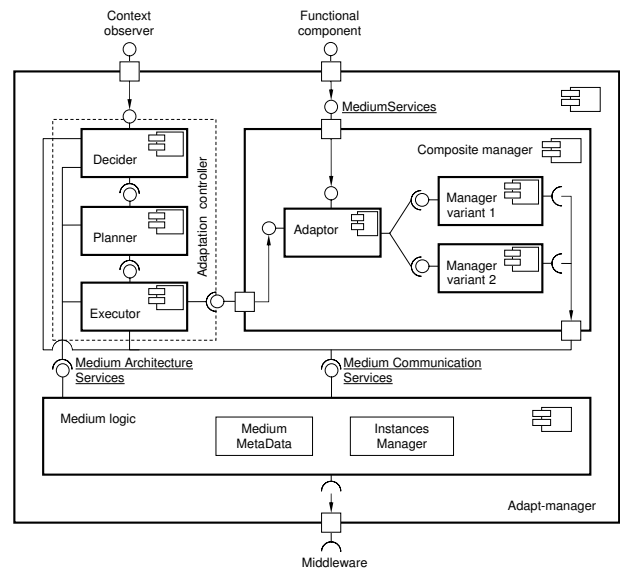 Context
observer
Functional
component
MediumServices
Composite manager
Decider
Adaptation controller
Manager
variant 1
Planner
Adaptor
Manager
variant 2
Executor
Medium Architecture
Services
Medium Communication
Services
Medium logic
Medium
MetaData
Instances
Manager
Adapt-manager
Middleware